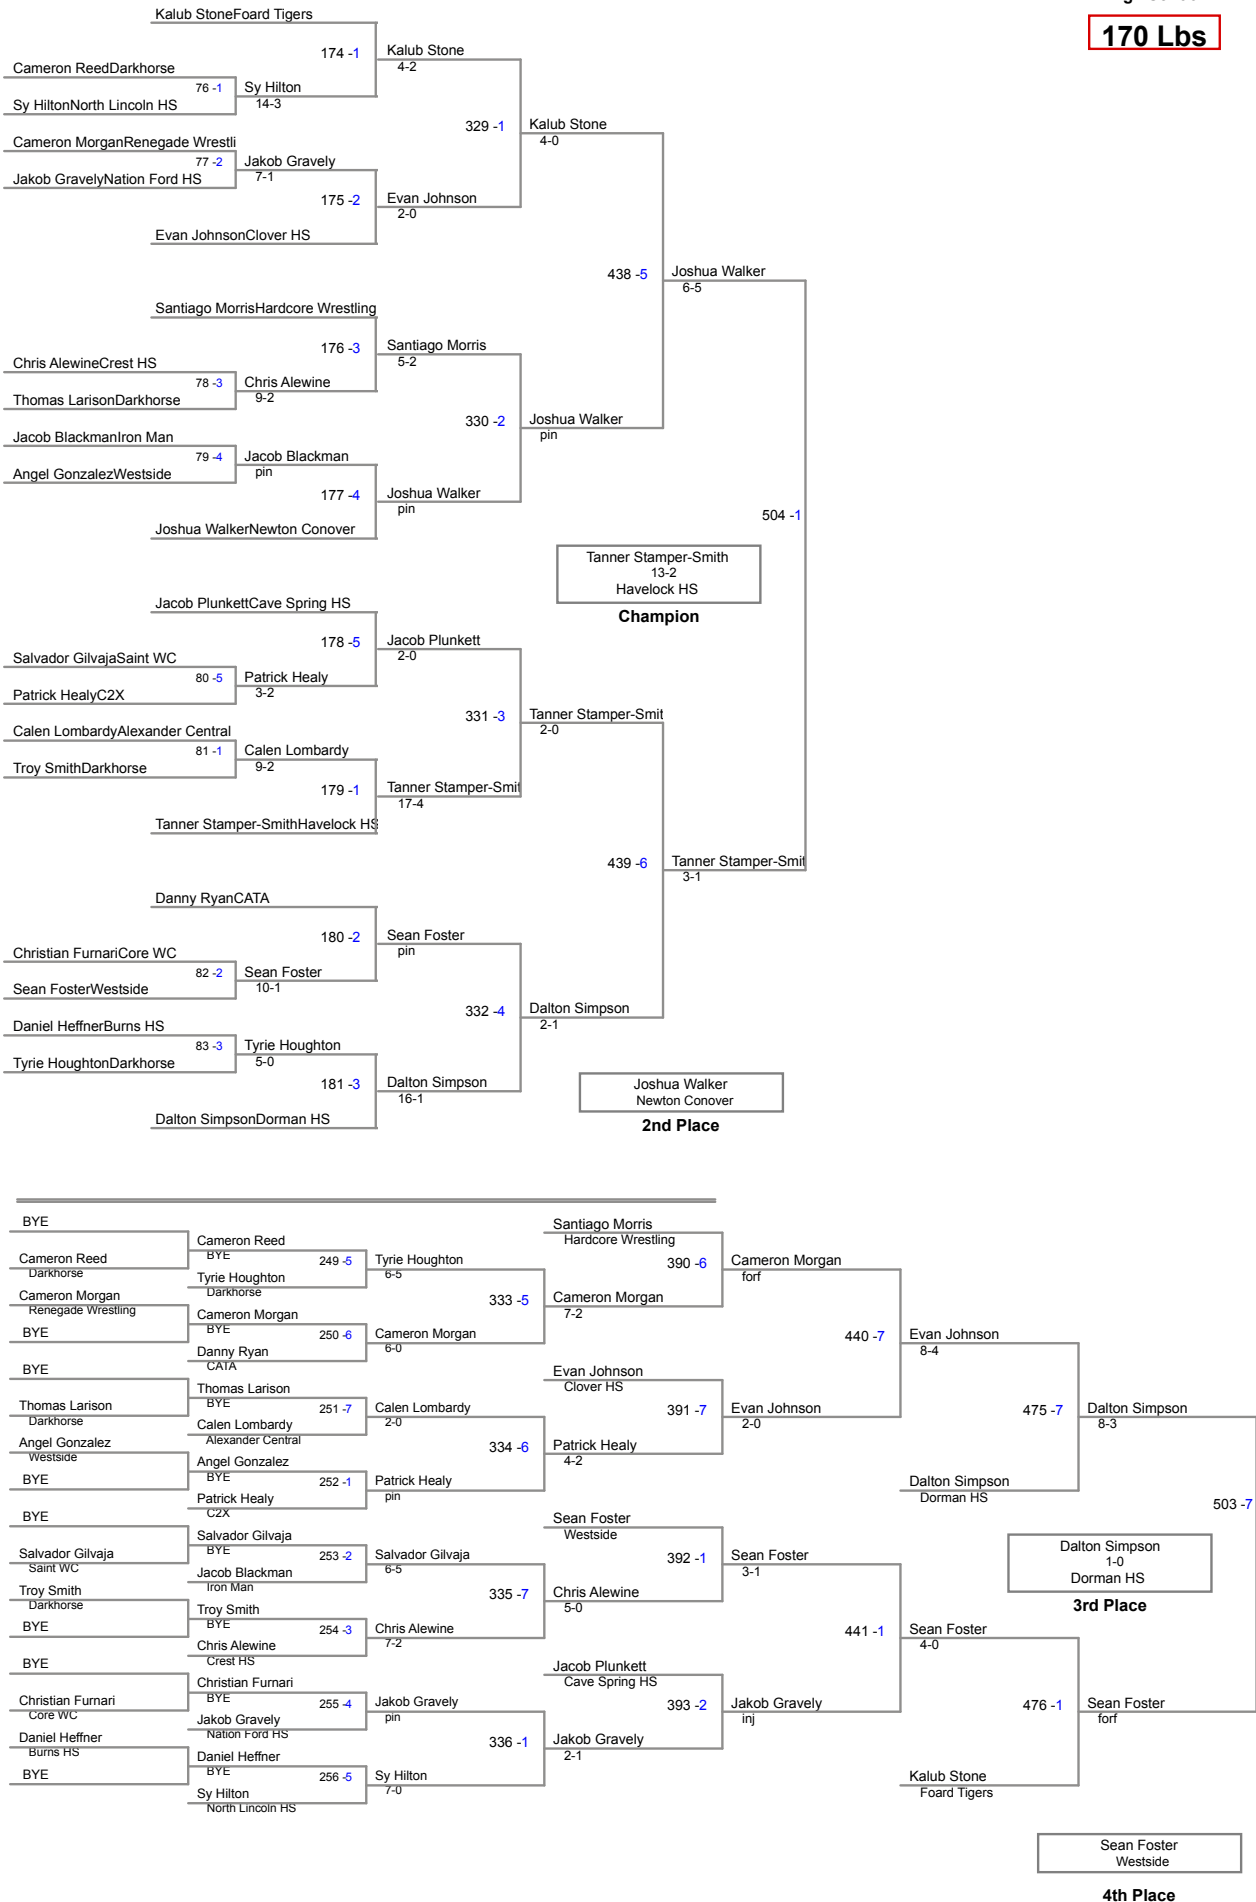 170 Lbs
Kalub StoneFoard Tigers
174 -1
Kalub Stone
4-2
Cameron ReedDarkhorse
76 -1
Sy Hilton
14-3
Sy HiltonNorth Lincoln HS
329 -1
Kalub Stone
4-0
Cameron MorganRenegade Wrestli
77 -2
Jakob Gravely
7-1
Jakob GravelyNation Ford HS
175 -2
Evan Johnson
2-0
Evan JohnsonClover HS
438 -5
Joshua Walker
6-5
Santiago MorrisHardcore Wrestling
176 -3
Santiago Morris
5-2
Chris AlewineCrest HS
78 -3
Chris Alewine
9-2
Thomas LarisonDarkhorse
330 -2
Joshua Walker
pin
Jacob BlackmanIron Man
79 -4
Jacob Blackman
pin
Angel GonzalezWestside
177 -4
Joshua Walker
pin
Joshua WalkerNewton Conover
504 -1
Tanner Stamper-Smith
13-2
Havelock HS
Champion
Jacob PlunkettCave Spring HS
178 -5
Jacob Plunkett
2-0
Salvador GilvajaSaint WC
80 -5
Patrick Healy
3-2
Patrick HealyC2X
331 -3
Tanner Stamper-Smit
2-0
Calen LombardyAlexander Central
81 -1
Calen Lombardy
9-2
Troy SmithDarkhorse
179 -1
Tanner Stamper-Smit
17-4
Tanner Stamper-SmithHavelock HS
439 -6
Tanner Stamper-Smit
3-1
Danny RyanCATA
180 -2
Sean Foster
pin
Christian FurnariCore WC
82 -2
Sean Foster
10-1
Sean FosterWestside
332 -4
Dalton Simpson
2-1
Daniel HeffnerBurns HS
83 -3
Tyrie Houghton
5-0
Tyrie HoughtonDarkhorse
181 -3
Dalton Simpson
16-1
Dalton SimpsonDorman HS
Joshua Walker
Newton Conover
2nd Place
BYE
Cameron Reed
BYE
249 -5
Tyrie Houghton
6-5
Cameron Reed
Darkhorse
Tyrie Houghton
Darkhorse
Santiago Morris
Hardcore Wrestling
390 -6
Cameron Morgan
forf
Cameron Morgan
Renegade Wrestling
333 -5
Cameron Morgan
7-2
Cameron Morgan
BYE
250 -6
Cameron Morgan
6-0
BYE
Danny Ryan
CATA
440 -7
Evan Johnson
8-4
BYE
Thomas Larison
BYE
251 -7
Calen Lombardy
2-0
Evan Johnson
Clover HS
391 -7
Evan Johnson
2-0
Thomas Larison
Darkhorse
Calen Lombardy
Alexander Central
475 -7
Dalton Simpson
8-3
Angel Gonzalez
Westside
334 -6
Patrick Healy
4-2
Angel Gonzalez
BYE
252 -1
Patrick Healy
pin
BYE
Patrick Healy
C2X
Dalton Simpson
Dorman HS
503 -7
BYE
Salvador Gilvaja
BYE
253 -2
Salvador Gilvaja
6-5
Sean Foster
Westside
392 -1
Sean Foster
3-1
Salvador Gilvaja
Saint WC
Jacob Blackman
Iron Man
Dalton Simpson
1-0
Dorman HS
3rd Place
Troy Smith
Darkhorse
335 -7
Chris Alewine
5-0
Troy Smith
BYE
254 -3
Chris Alewine
7-2
BYE
Chris Alewine
Crest HS
441 -1
Sean Foster
4-0
BYE
Christian Furnari
BYE
255 -4
Jakob Gravely
pin
Jacob Plunkett
Cave Spring HS
393 -2
Jakob Gravely
inj
Christian Furnari
Core WC
Jakob Gravely
Nation Ford HS
476 -1
Sean Foster
forf
Daniel Heffner
Burns HS
336 -1
Jakob Gravely
2-1
Daniel Heffner
BYE
256 -5
Sy Hilton
7-0
BYE
Sy Hilton
North Lincoln HS
Kalub Stone
Foard Tigers
Sean Foster
Westside
4th Place